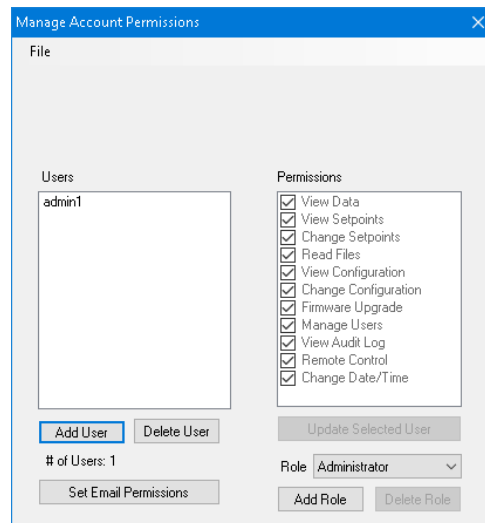 Manage Account Permissions
File
Users
admin1
Add User
Delete User
# of Users: 1
Set Email Permissions
Permissions
View Data
View Setpoints
Change Setpoints
Read Files
View Configuration
Change Configuration
Firmware Upgrade
Manage Users
View Audit Log
Remote Control
Change Date/Time
Update Selected User
Role Administrator
Add Role
Delete Role